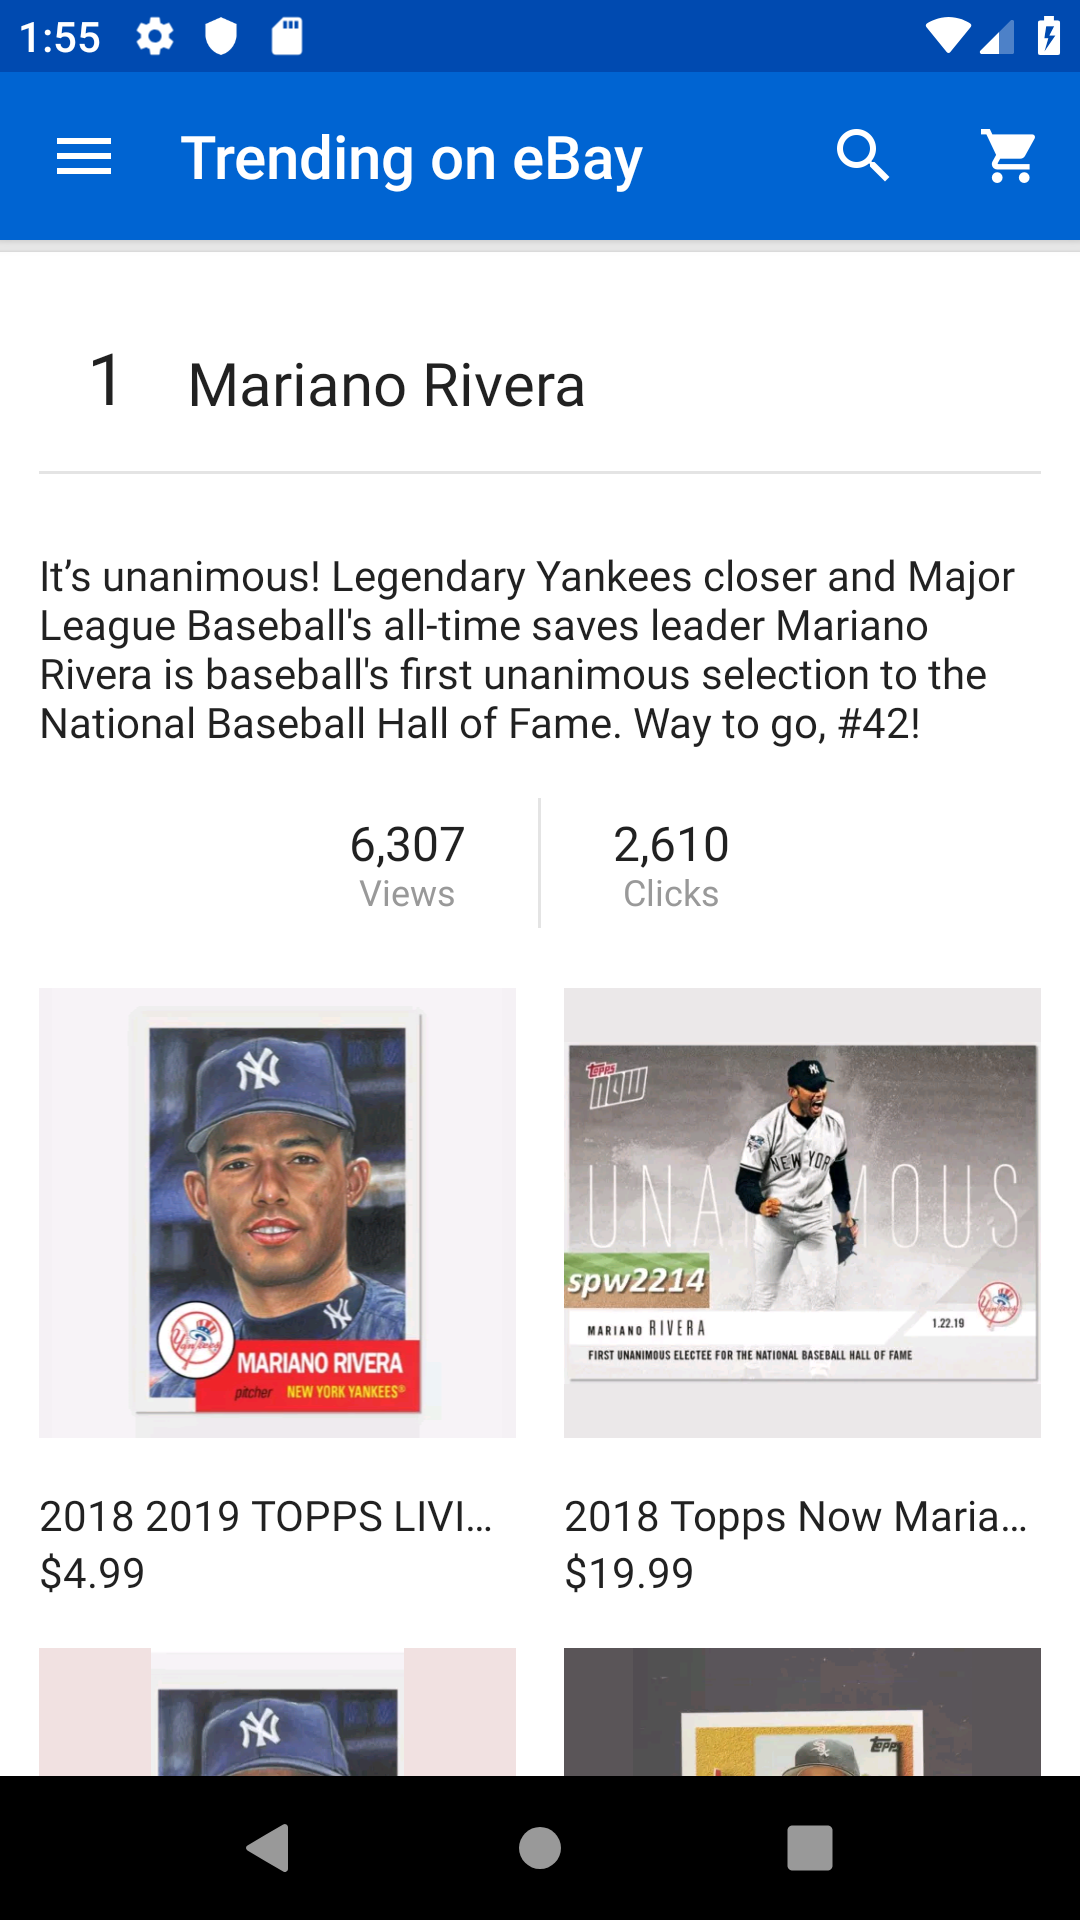 1:55
Trending on eBay
1 Mariano Rivera
It’s unanimous! Legendary Yankees closer and Major
League Baseball's all-time saves leader Mariano
Rivera is baseball's first unanimous selection to the
National Baseball Hall of Fame. Way to go, #42!
6,307
Views
2,610
Clicks
NY
NY
Yankees
MARIANO RIVERA
pitcher NEW YORK YANKEES®
Topps
NOW
NEW YOR
UNA MOUS
spw2214
MARIANO RIVERA
1.22.19
FIRST UNANIMOUS ELECTEE FOR THE NATIONAL BASEBALL HALL OF FAME
2018 2019 TOPPS LIVI...
$4.99
2018 Topps Now Maria...
$19.99
NY
Topps